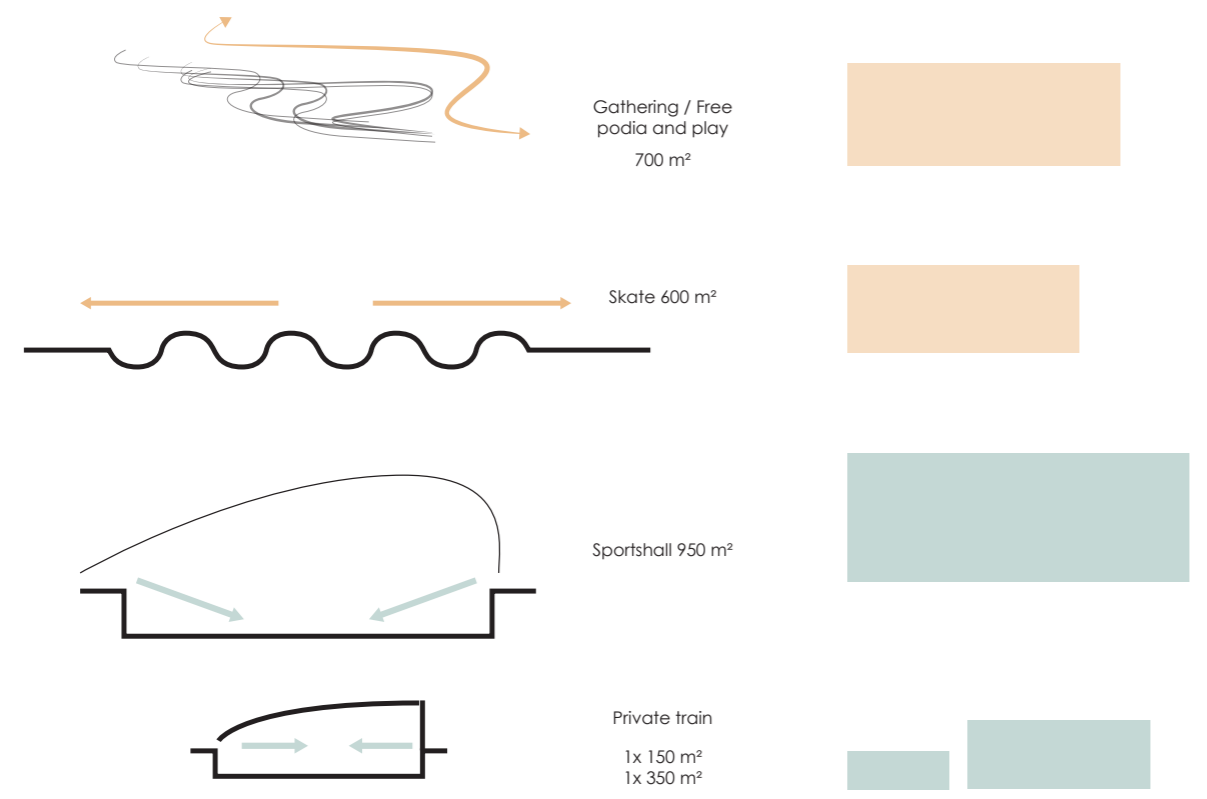 Gathering / Free
podia and play
700 m²
Skate 600 m²
Sportshall 950 m²
Private train
1x 150 m²
1x 350 m²